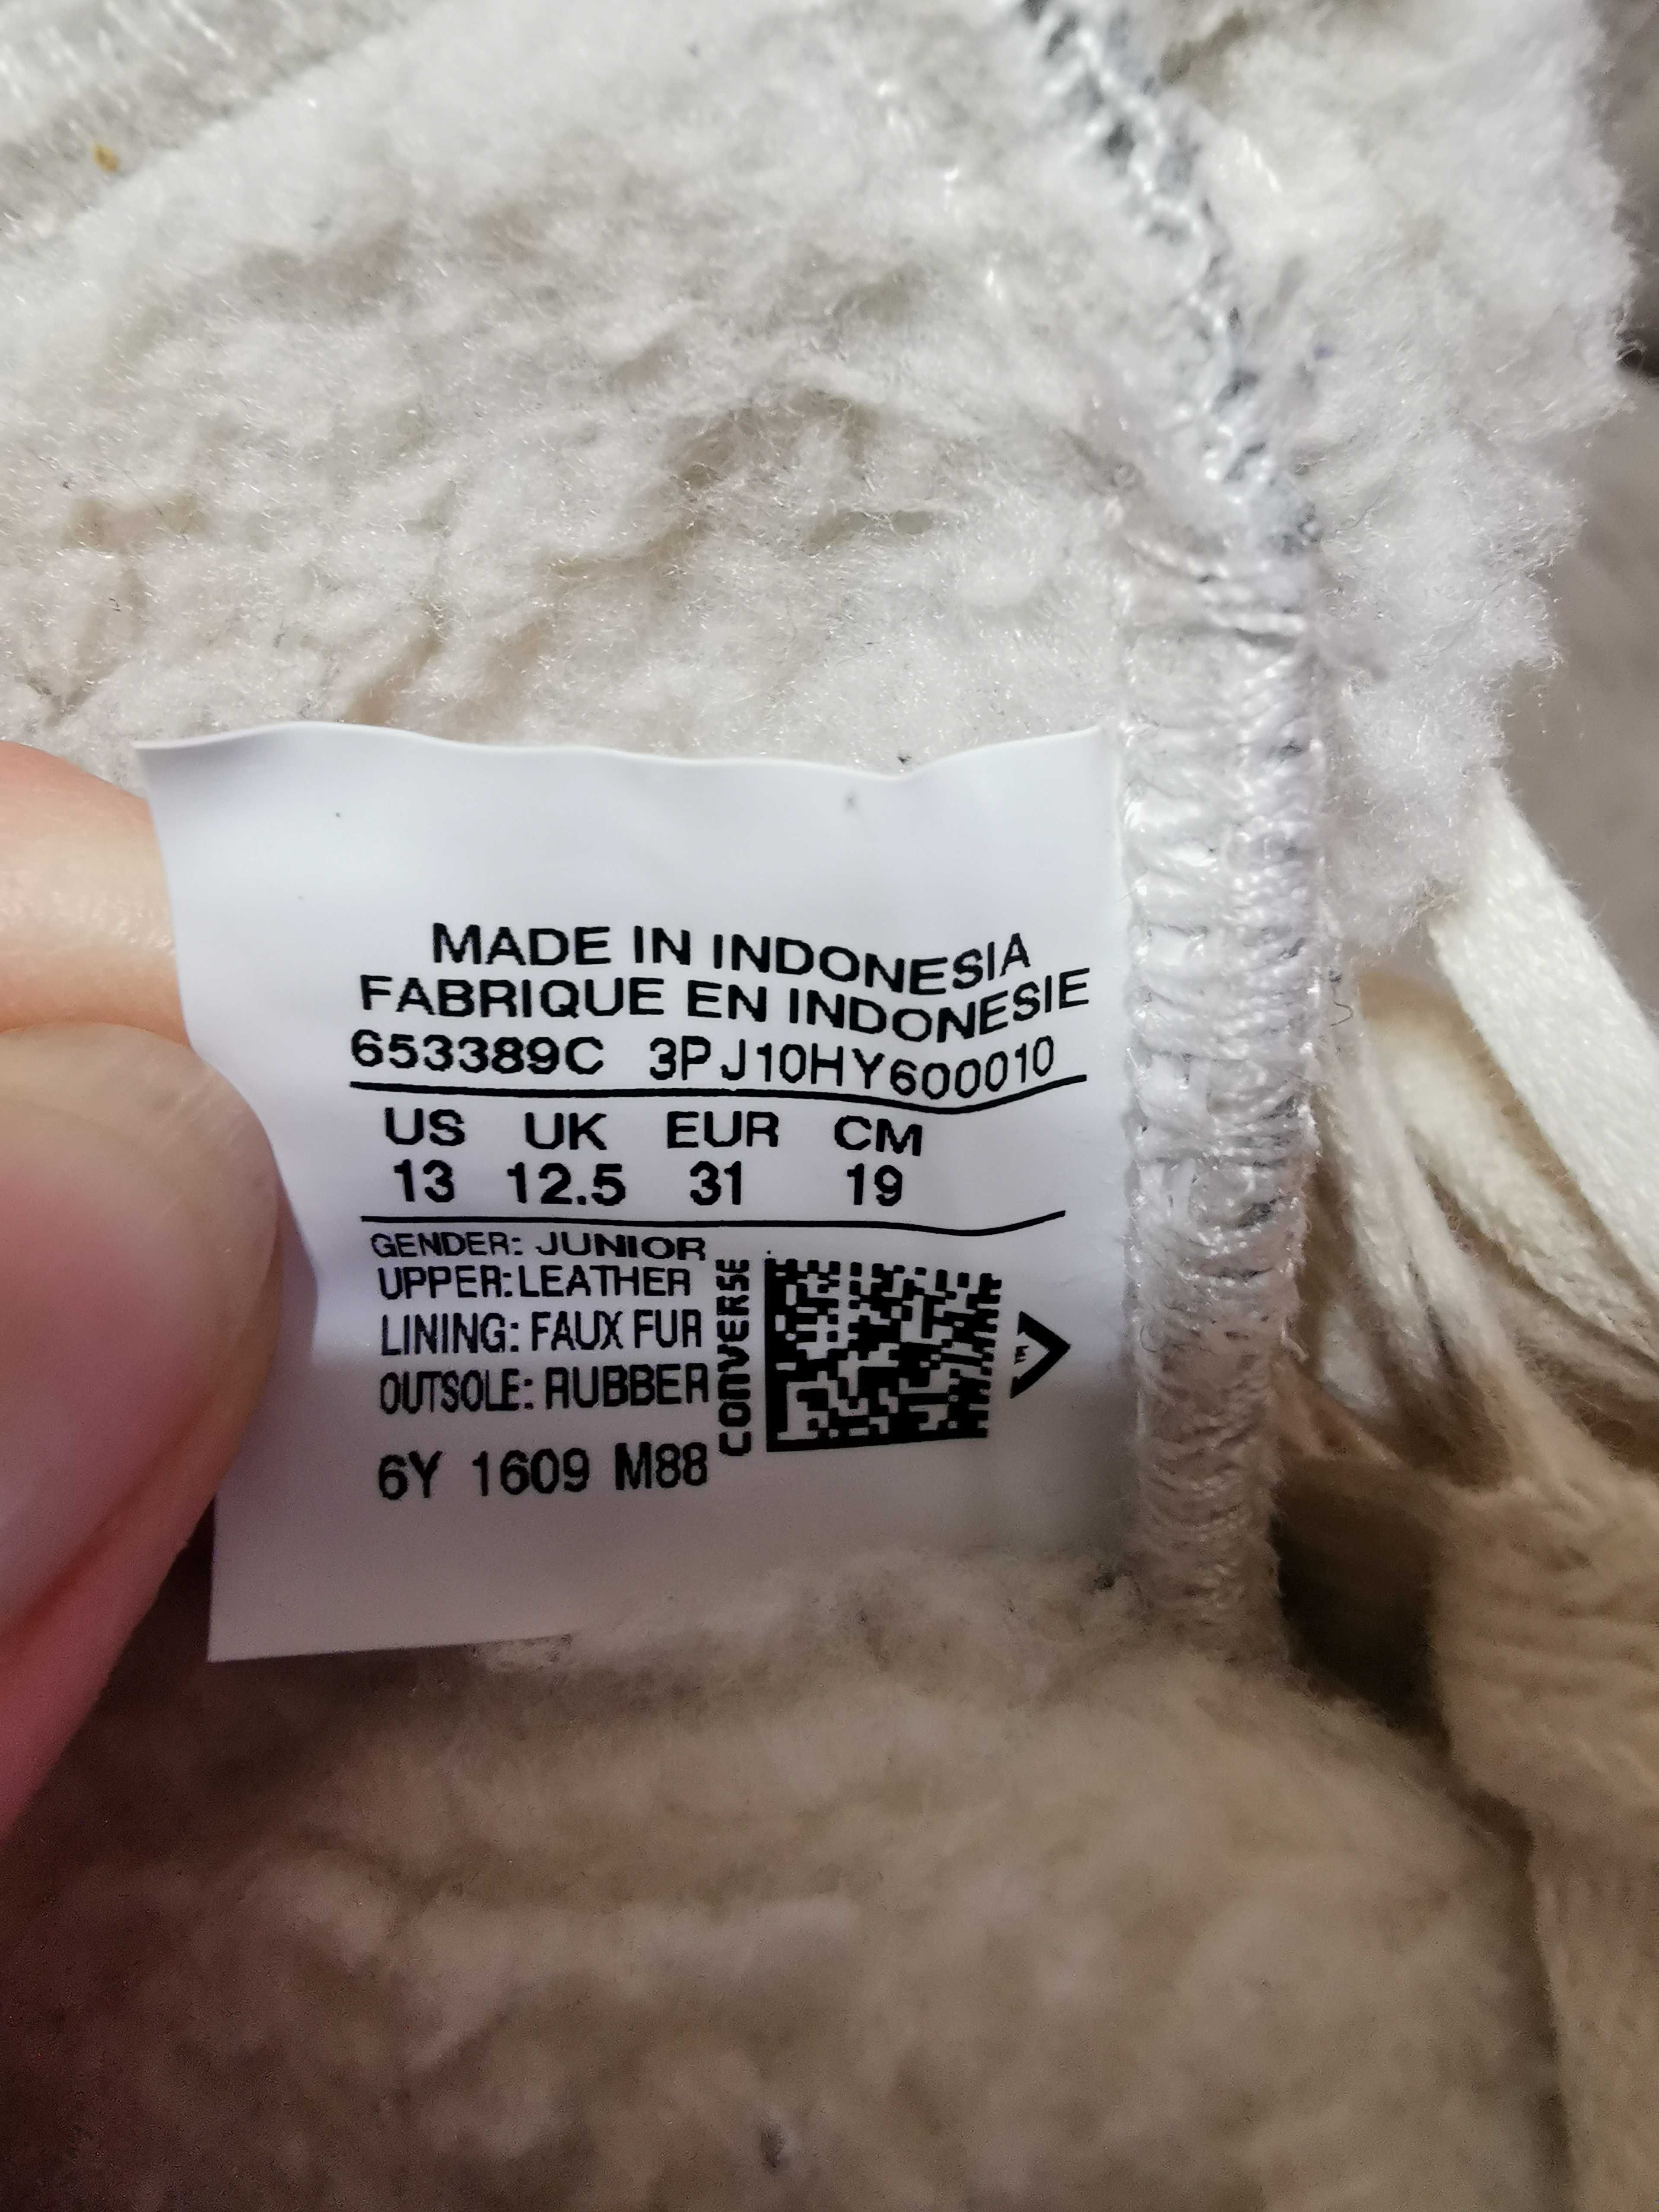 MADE IN INDONESIA
FABRIQUE EN INDONESIE
653389C 3PJ10HY600010
US UK EUR CM
13 12.5 31 19
GENDER: JUNIOR
UPPER: LEATHER
LINING: FAUX FUR
OUTSOLE: RUBBER
CONVERSE
TM
6Y 1609 M88